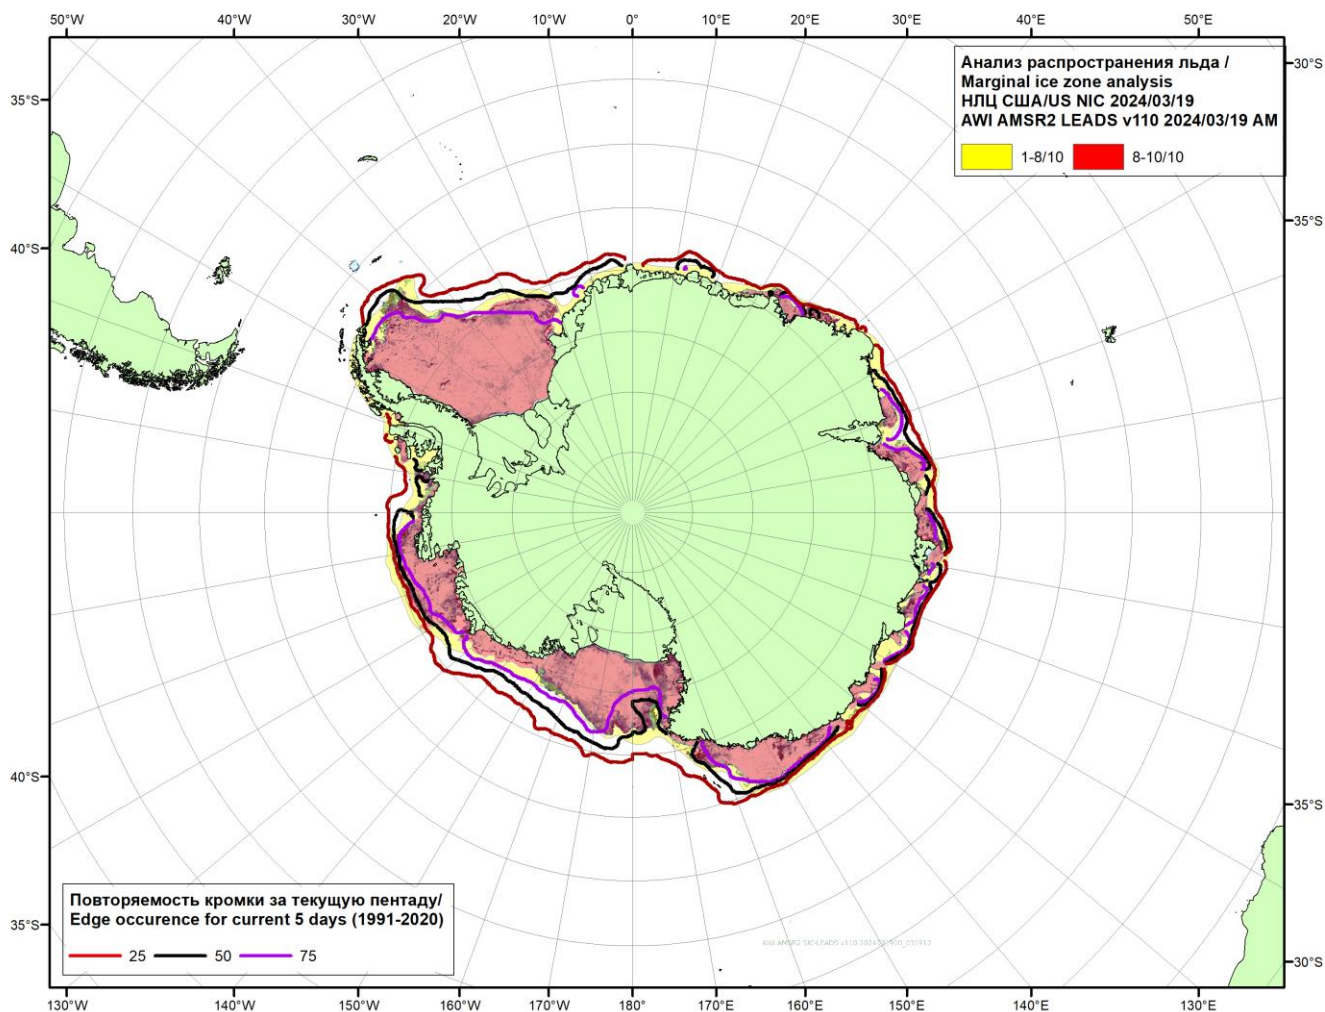 50°W 40°W 30°W 20°W 10°W 0° 10°E 20°E 30°E 40°E 50°E
Анализ распространения льда /
Marginal ice zone analysis
НЛЦ США/US NIC 2024/03/19
AWI AMSR2 LEADS v110 2024/03/19 AM
1-8/10 8-10/10
30°S
35°S
35°S
40°S
40°S
35°S
35°S
30°S
Повторяемость кромки за текущую пентаду/
Edge occurence for current 5 days (1991-2020)
25 50 75
130°W 140°W 150°W 160°W 170°W 180° 170°E 160°E 150°E 140°E 130°E